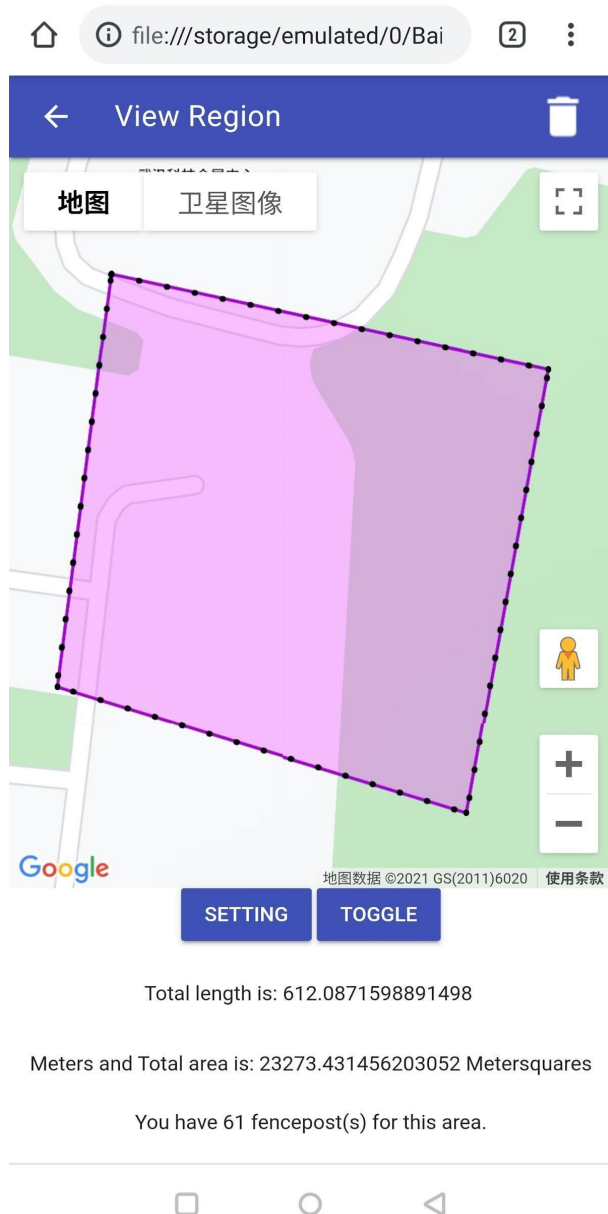 file:///storage/emulated/0/Bai
2
View Region
地图
卫星图像
Google
地图数据 ©2021 GS(2011)6020
使用条款
SETTING
TOGGLE
Total length is: 612.0871598891498
Meters and Total area is: 23273.431456203052 Metersquares
You have 61 fencepost(s) for this area.